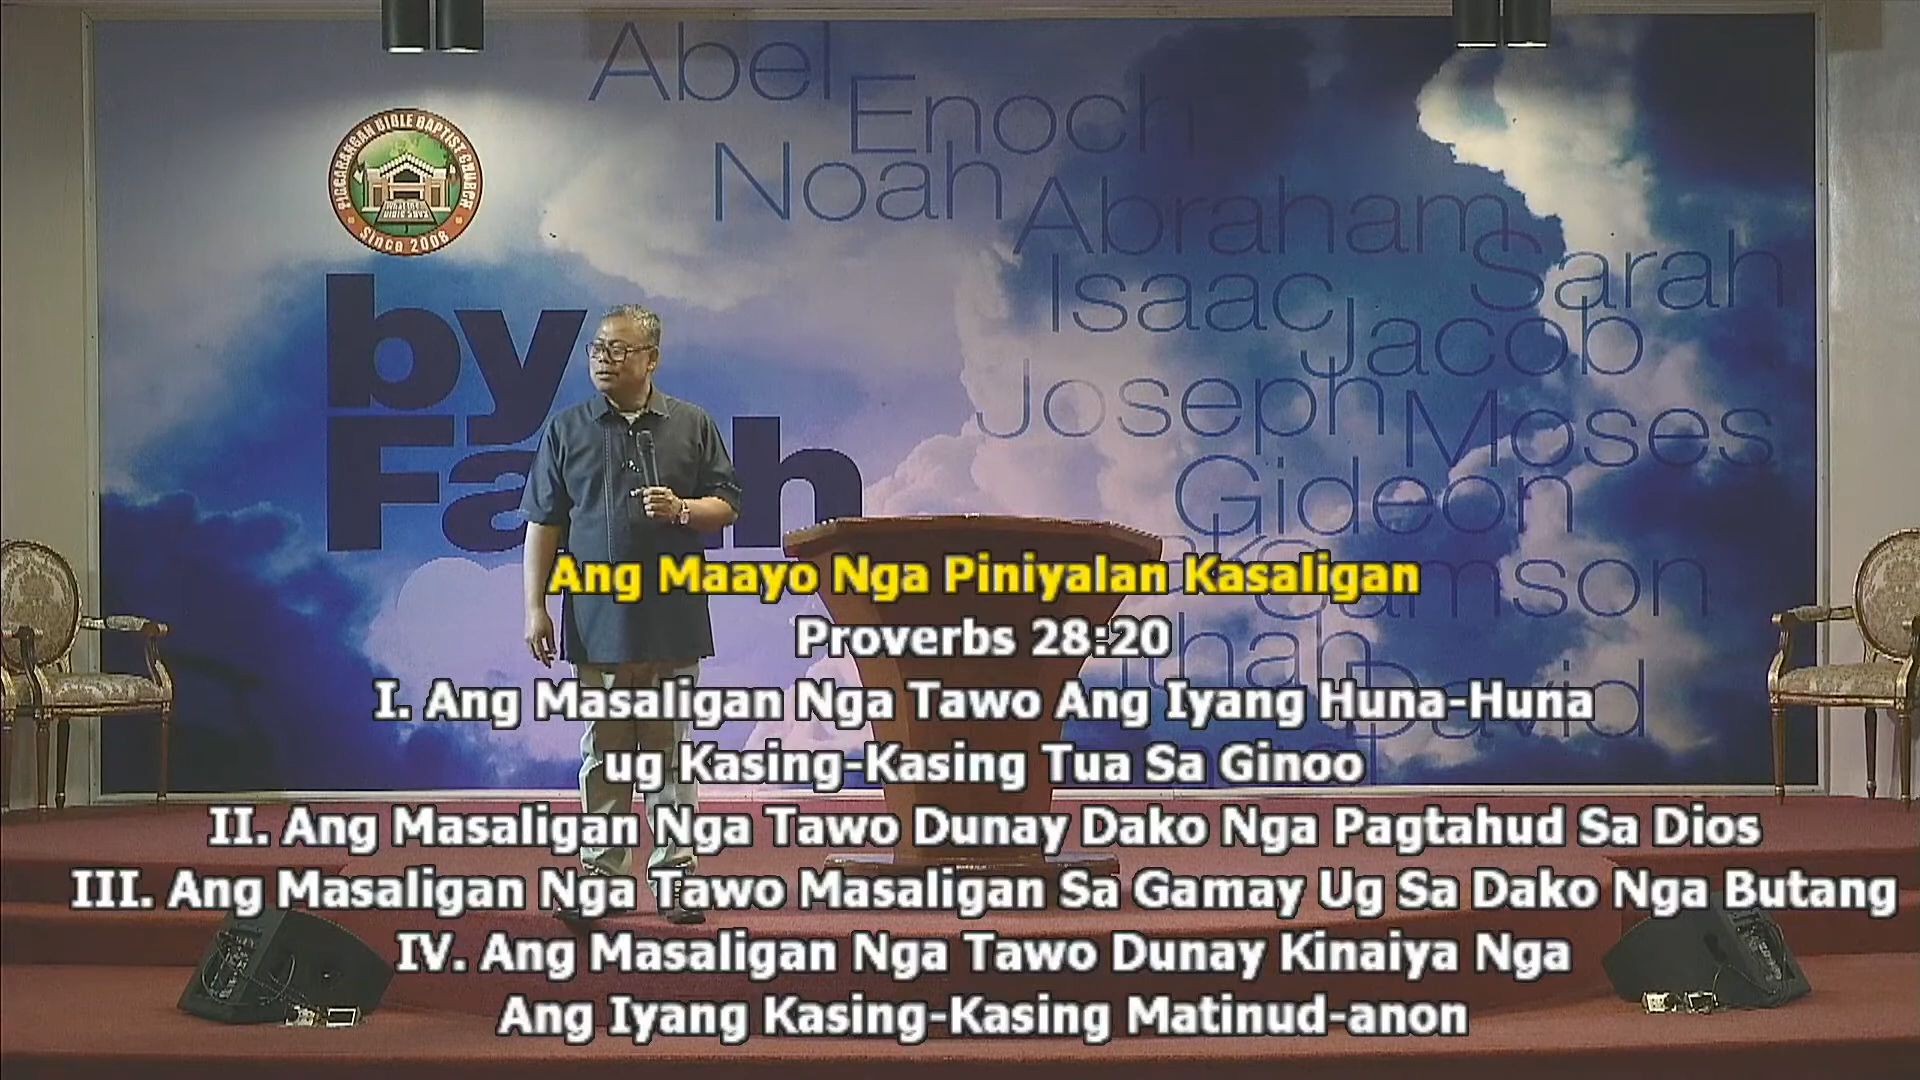 Abel
Enoch
Noah
Abraham
Sarah
Isaac
Jacob
Joseph
Moses
Gideon
Samson
David
BIBLE BAPTIST CHURCH
Since 2008
by
Ang Maayo Nga Piniyalan Kasaligan
Proverbs 28:20
I. Ang Masaligan Nga Tawo Ang Iyang Huna-Huna
ug Kasing-Kasing Tua Sa Ginoo
II. Ang Masaligan Nga Tawo Dunay Dako Nga Pagtahud Sa Dios
III. Ang Masaligan Nga Tawo Masaligan Sa Gamay Ug Sa Dako Nga Butang
IV. Ang Masaligan Nga Tawo Dunay Kinaiya Nga
Ang Iyang Kasing-Kasing Matinud-anon